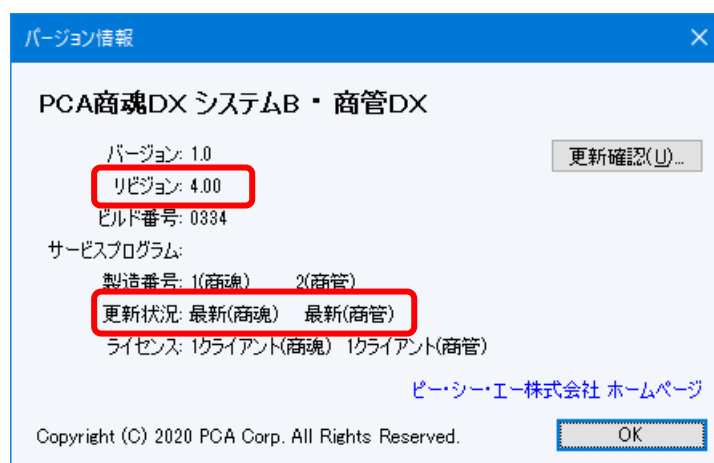 バージョン情報
PCA商魂DX システムB・商管DX
バージョン: 1.0
更新確認(U)...
リビジョン: 4.00
ビルド番号: 0334
サービスプログラム:
製造番号: 1(商魂) 2(商管)
更新状況: 最新(商魂) 最新(商管)
ライセンス: 1クライアント(商魂) 1クライアント(商管)
ピー・シー・エー株式会社 ホームページ
Copyright (C) 2020 PCA Corp. All Rights Reserved.
OK